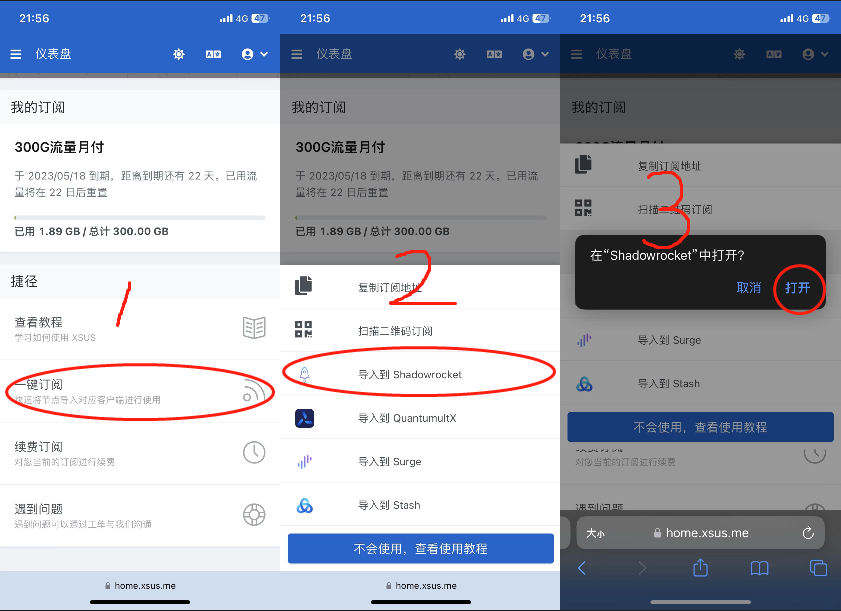 21:56
4G 47
仪表盘
我的订阅
300G流量月付
于 2023/05/18 到期，距离到期还有 22 天。已用流
量将在 22 日后重置
已用 1.89 GB / 总计 300.00 GB
捷径
1
查看教程
学习如何使用 XSUS
一键订阅
快速将节点导入对应客户端进行使用
续费订阅
对您当前的订阅进行续费
遇到问题
遇到问题可以通过工单与我们沟通
home.xsus.me
21:56
4G 47
仪表盘
我的订阅
300G流量月付
于 2023/05/18 到期，距离到期还有 22 天。已用流
量将在 22 日后重置
已用 1.89 GB / 总计 300.00 GB
2
复制订阅地址
扫描二维码订阅
导入到 Shadowrocket
导入到 QuantumultX
导入到 Surge
导入到 Stash
不会使用，查看使用教程
home.xsus.me
21:56
4G 47
仪表盘
我的订阅
300G流量月付
复制订阅地址
3
扫描二维码订阅
在“Shadowrocket”中打开?
取消 打开
导入到 Surge
导入到 Stash
不会使用，查看使用教程
续费订阅
对您当前的订阅进行续费
遇到问题
大小 home.xsus.me